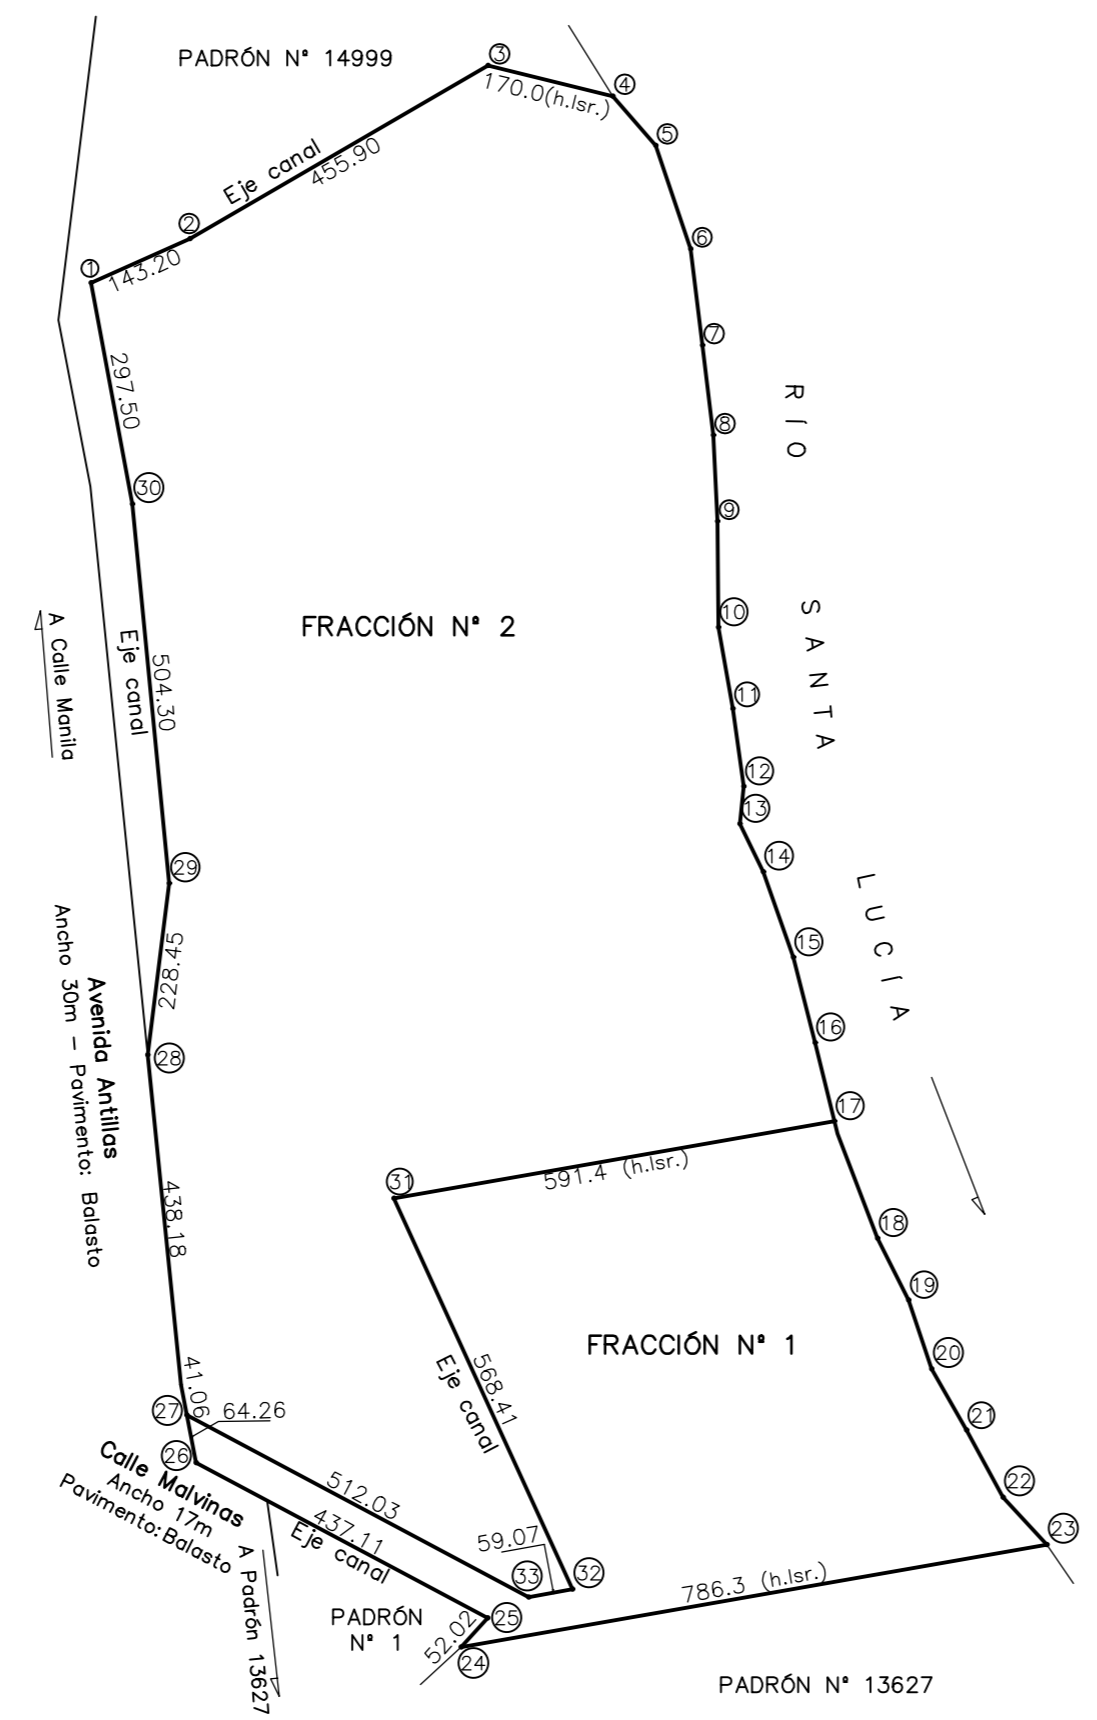 PADRÓN Nº 14999
3
170.0(h.lsr.)
4
5
Eje canal
455.90
2
143.20
1
6
7
8
9
10
11
12
13
14
15
16
17
RÍO
SANTA
LUCÍA
297.50
30
Eje canal
504.30
A Calle Manila
FRACCIÓN Nº 2
29
228.45
28
Avenida Antillas
Ancho 30m – Pavimento: Balasto
438.18
41.06
27
64.26
26
31
591.4 (h.lsr.)
18
19
20
21
22
23
FRACCIÓN Nº 1
568.41
Eje canal
512.03
437.11
Eje canal
Calle Malvinas
Ancho 17m
Pavimento: Balasto
A Padrón 13627
59.07
33
32
25
52.02
24
PADRÓN
Nº 1
786.3 (h.lsr.)
PADRÓN Nº 13627